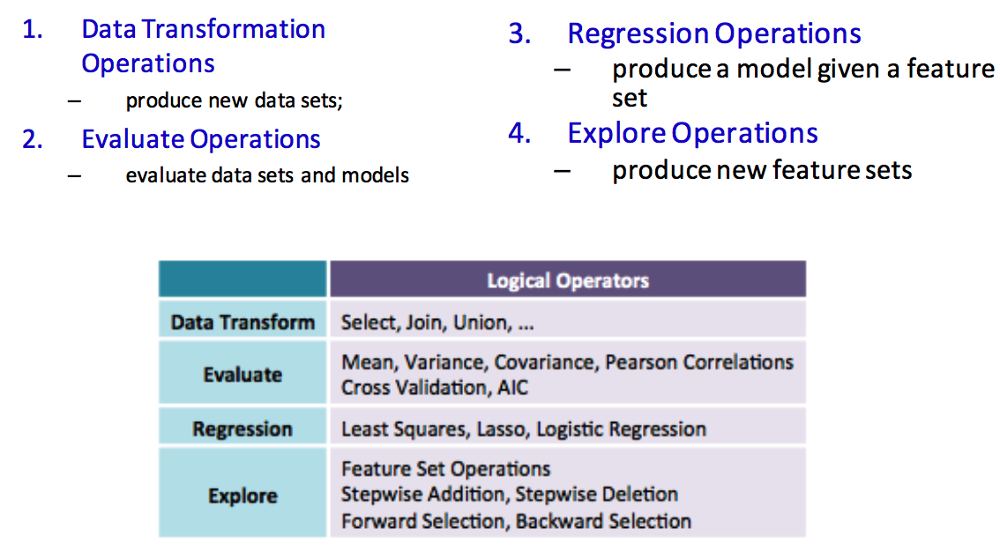 1. Data Transformation
Operations
– produce new data sets;
2. Evaluate Operations
– evaluate data sets and models
3. Regression Operations
– produce a model given a feature
set
4. Explore Operations
– produce new feature sets
Logical Operators
Data Transform
Select, Join, Union, ...
Evaluate
Mean, Variance, Covariance, Pearson Correlations
Cross Validation, AIC
Regression
Least Squares, Lasso, Logistic Regression
Explore
Feature Set Operations
Stepwise Addition, Stepwise Deletion
Forward Selection, Backward Selection